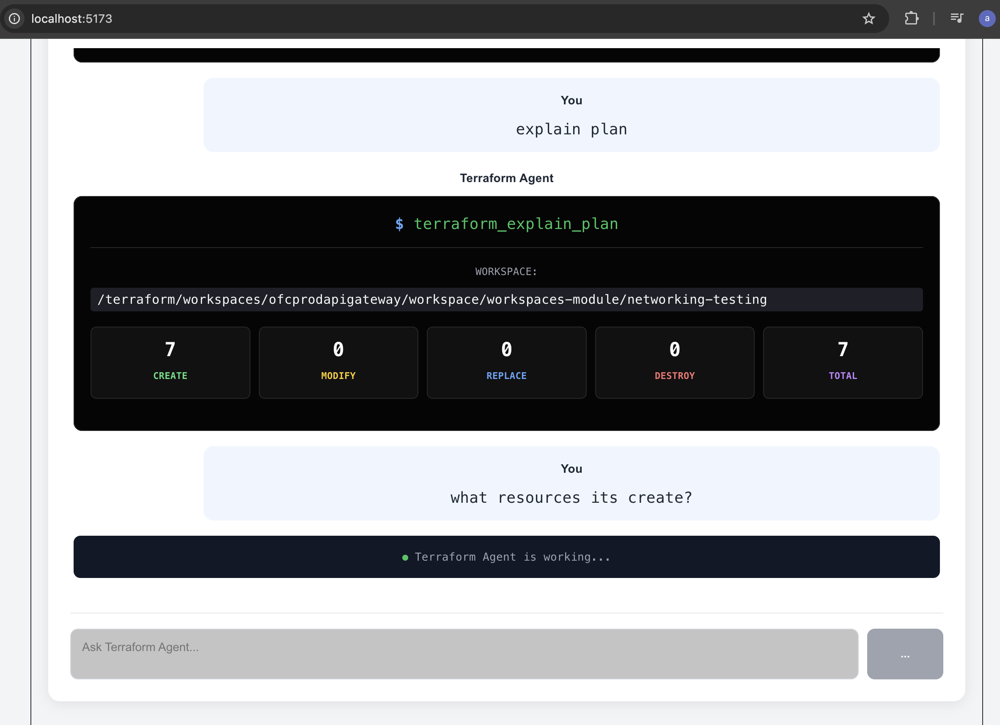 localhost:5173
a
You
explain plan
Terraform Agent
$ terraform_explain_plan
WORKSPACE:
/terraform/workspaces/ofcprodapigateway/workspace/workspaces-module/networking-testing
7 0 0 0 7
CREATE MODIFY REPLACE DESTROY TOTAL
You
what resources its create?
Terraform Agent is working...
Ask Terraform Agent...
...